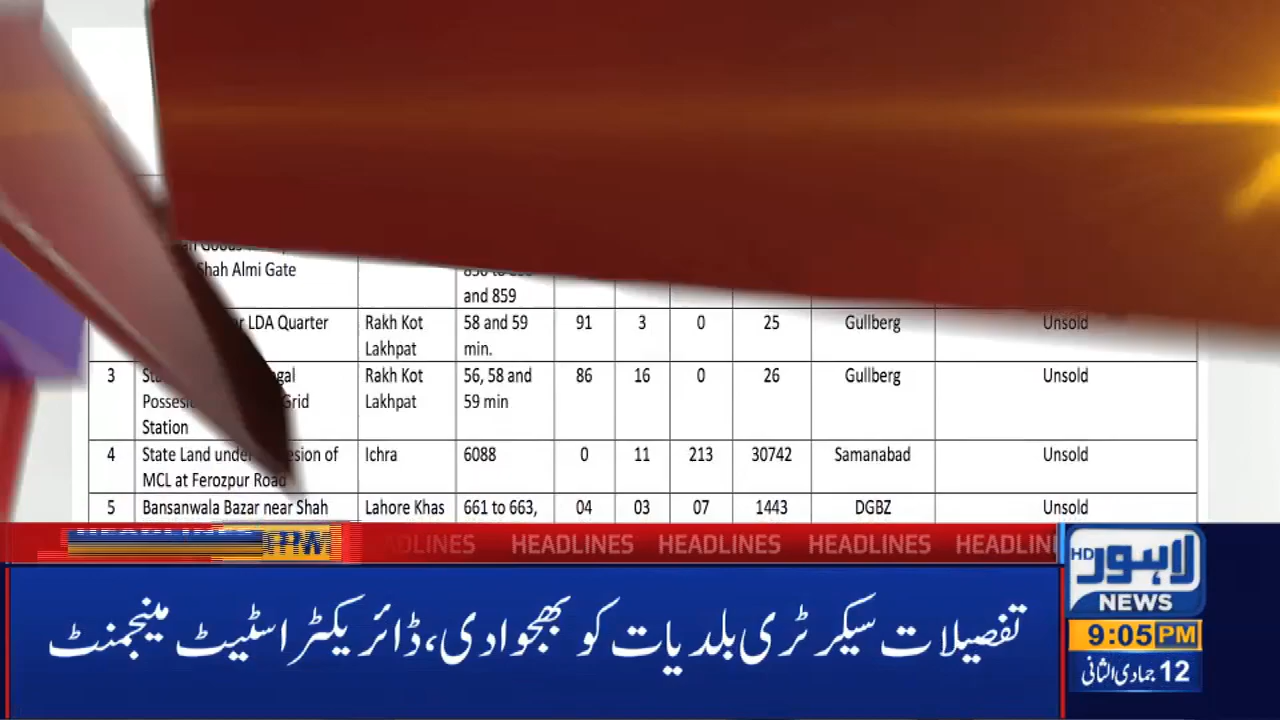 Shah Almi Gate
and 859
LDA Quarter Rakh Kot 58 and 59 91 3 0 25 Gullberg Unsold
Lakhpat min.
3 Rakh Kot 56, 58 and 86 16 0 26 Gullberg Unsold
Lakhpat 59 min
Grid
Station
4 State Land under of Ichra 6088 0 11 213 30742 Samanabad Unsold
MCL at Ferozpur Road
5 Bansanwala Bazar near Shah Lahore Khas 661 to 663, 04 03 07 1443 DGBZ Unsold
HEADLINES HEADLINES HEADLINES
HD لاہور
NEWS
تفصیلات سیکرٹری بلدیات کو بھجوادی، ڈائریکٹر اسٹیٹ مینجمنٹ
9:05 PM
12 جمادی الثانی